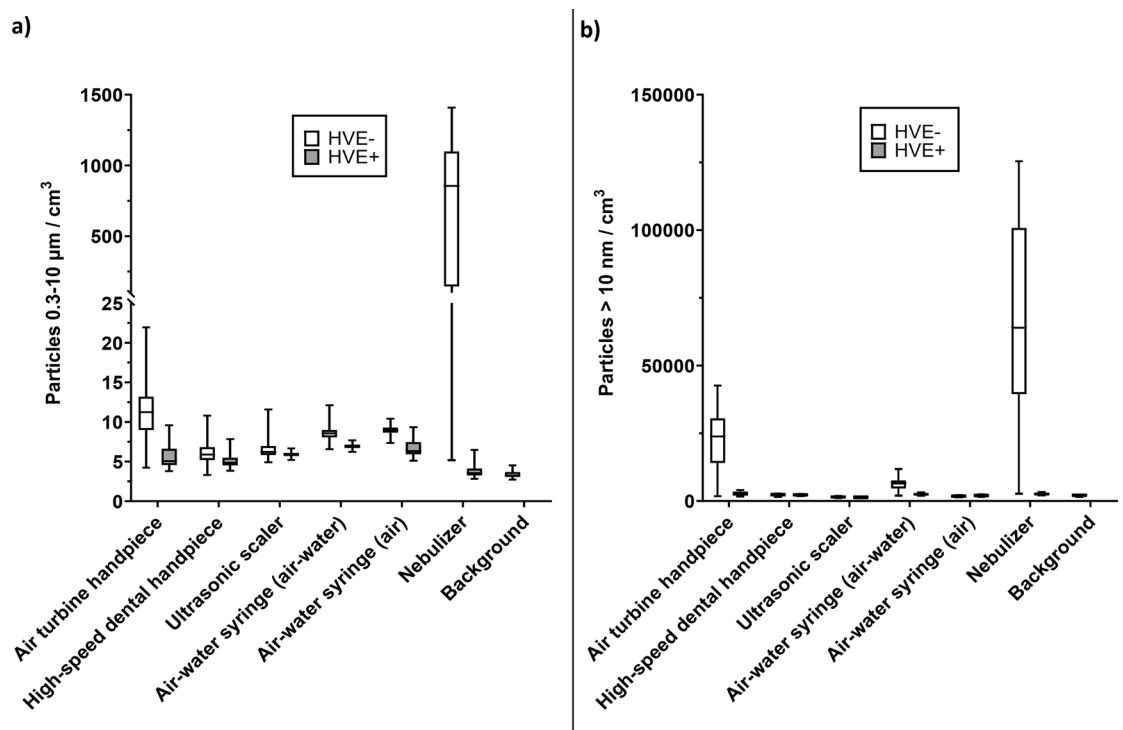 a)
Particles 0.3-10 µm / cm³
1500
1000
500
25
20
15
10
5
0
HVE-
HVE+
Air turbine handpiece
High-speed dental handpiece
Ultrasonic scaler
Air-water syringe (air-water)
Air-water syringe (air)
Nebulizer
Background
b)
Particles > 10 nm / cm³
150000
100000
50000
0
HVE-
HVE+
Air turbine handpiece
High-speed dental handpiece
Ultrasonic scaler
Air-water syringe (air-water)
Air-water syringe (air)
Nebulizer
Background